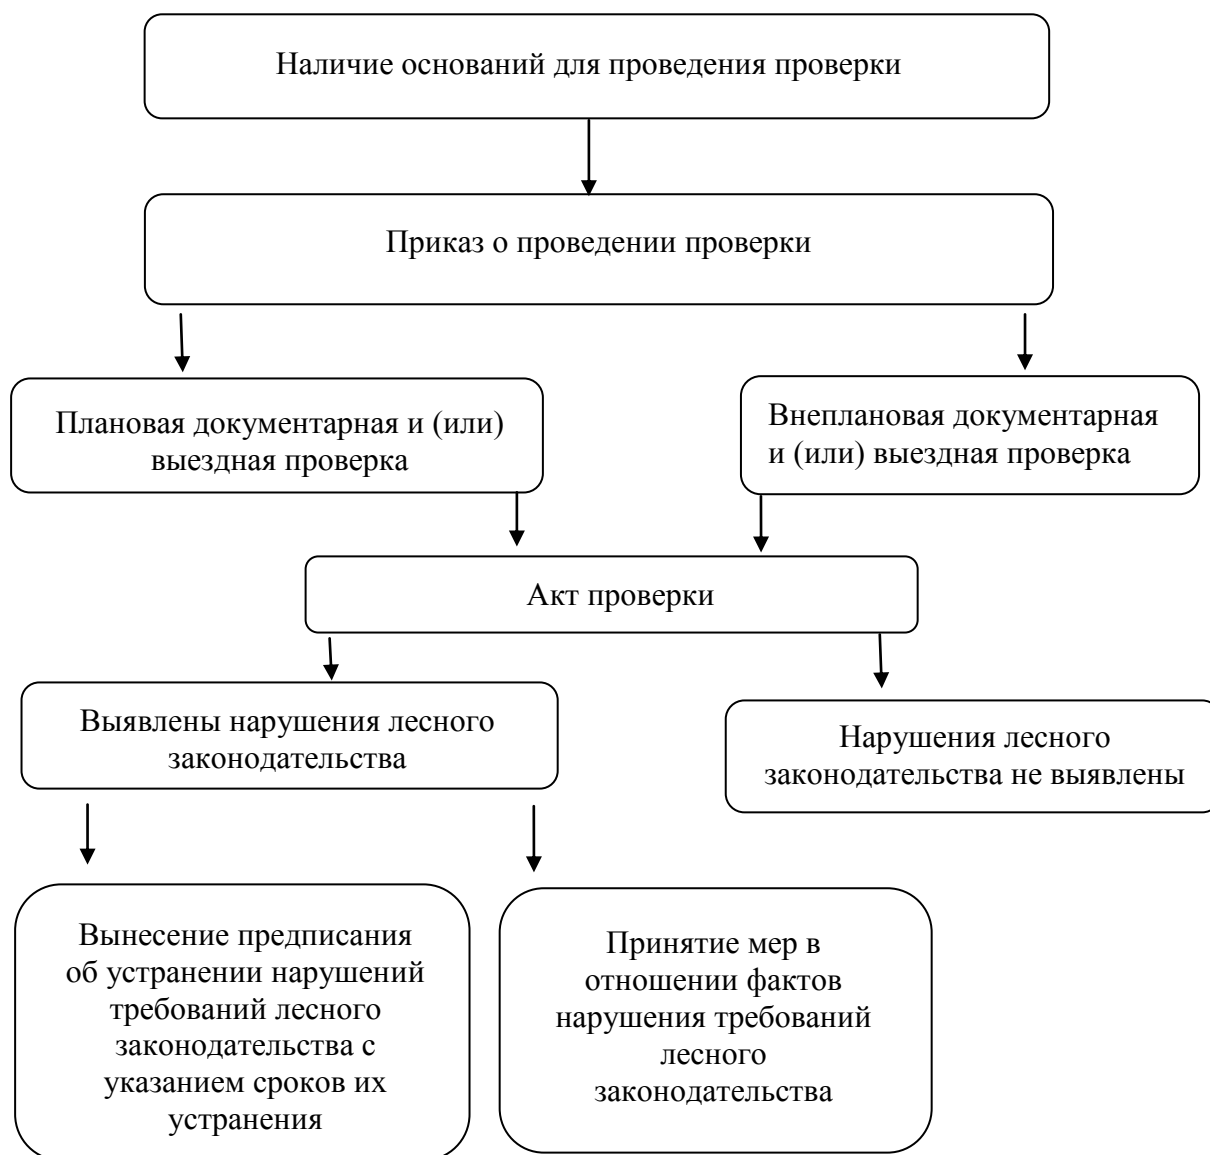 Наличие оснований для проведения проверки
Приказ о проведении проверки
Плановая документарная и (или)
выездная проверка
Внеплановая документарная
и (или) выездная проверка
Акт проверки
Выявлены нарушения лесного
законодательства
Нарушения лесного
законодательства не выявлены
Вынесение предписания
об устранении нарушений
требований лесного
законодательства с
указанием сроков их
устранения
Принятие мер в
отношении фактов
нарушения требований
лесного
законодательства